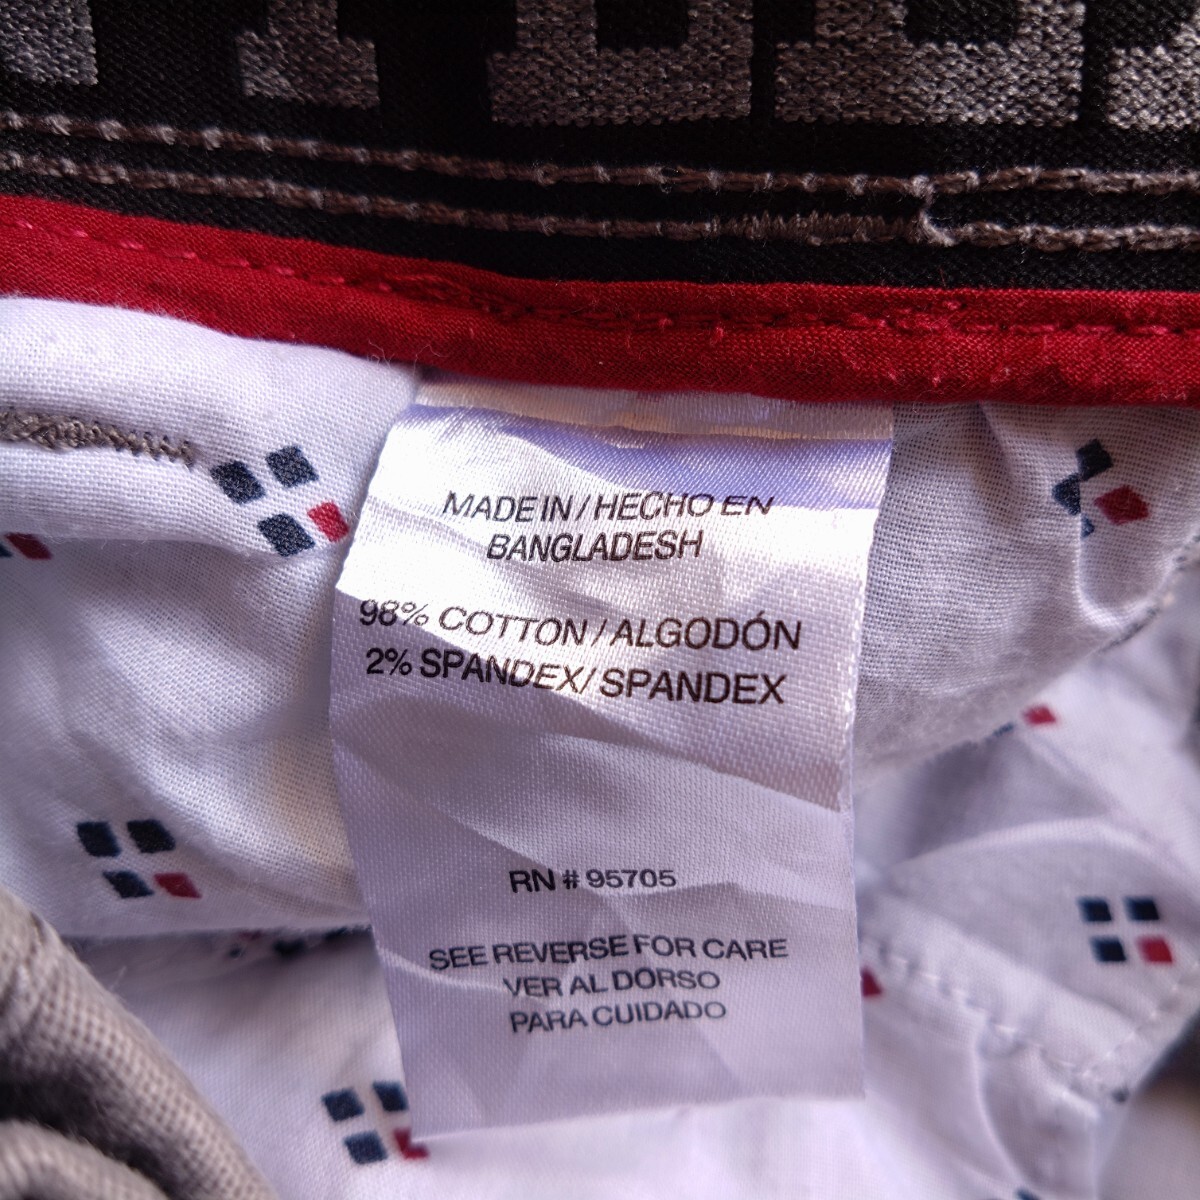 MADE IN / HECHO EN
BANGLADESH
98% COTTON / ALGODÓN
2% SPANDEX/ SPANDEX
RN # 95705
SEE REVERSE FOR CARE
VER AL DORSO
PARA CUIDADO